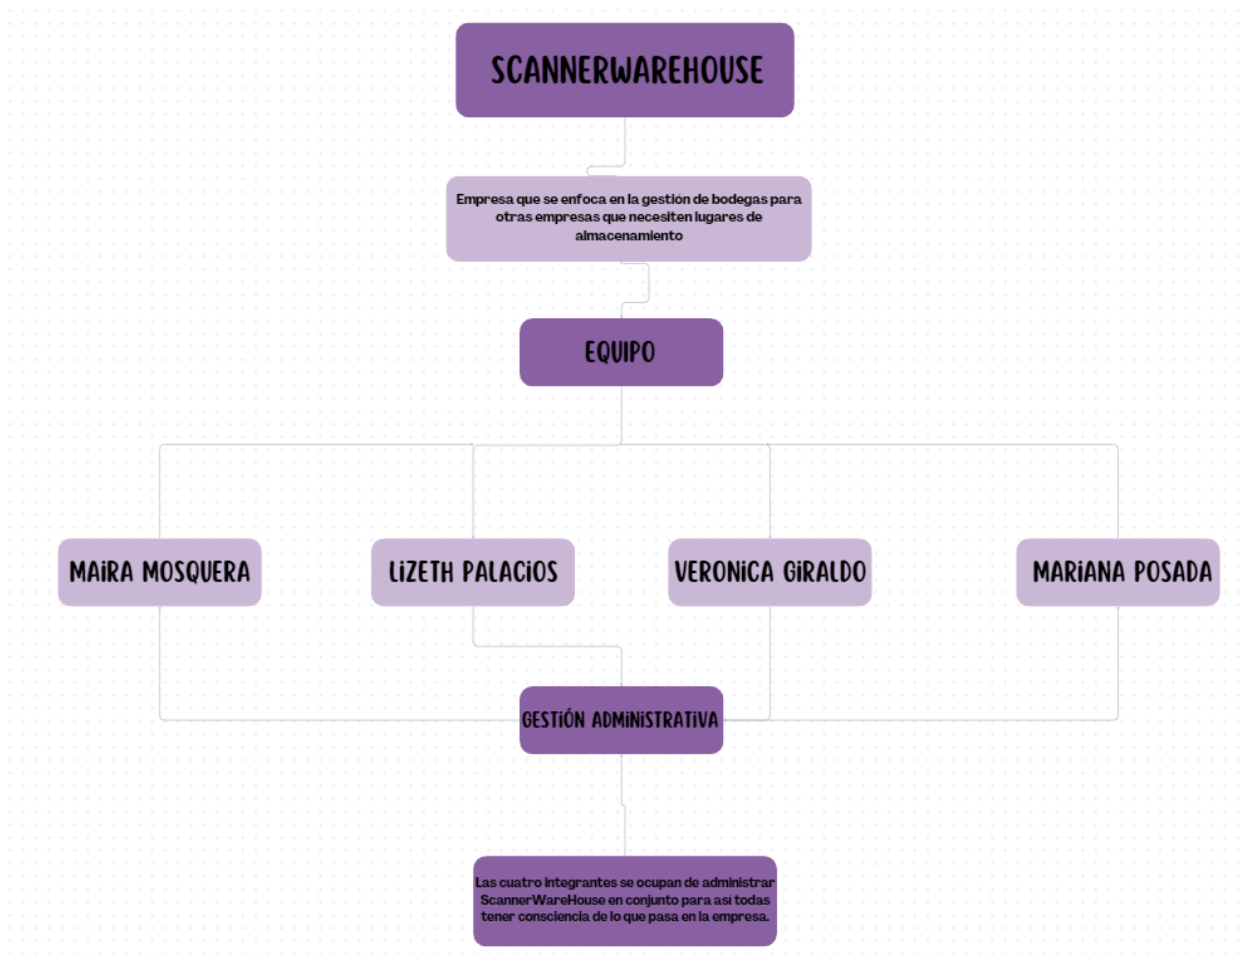 SCANNERWAREHOUSE
Empresa que se enfoca en la gestión de bodegas para
otras empresas que necesiten lugares de
almacenamiento
EQUIPO
MAiRA MOSQUERA
LiZETH PALACiOS
VERONiCA GiRALDO
MARiANA POSADA
GESTiÓN ADMiNiSTRATiVA
Las cuatro integrantes se ocupan de administrar
ScannerWareHouse en conjunto para así todas
tener consciencia de lo que pasa en la empresa.